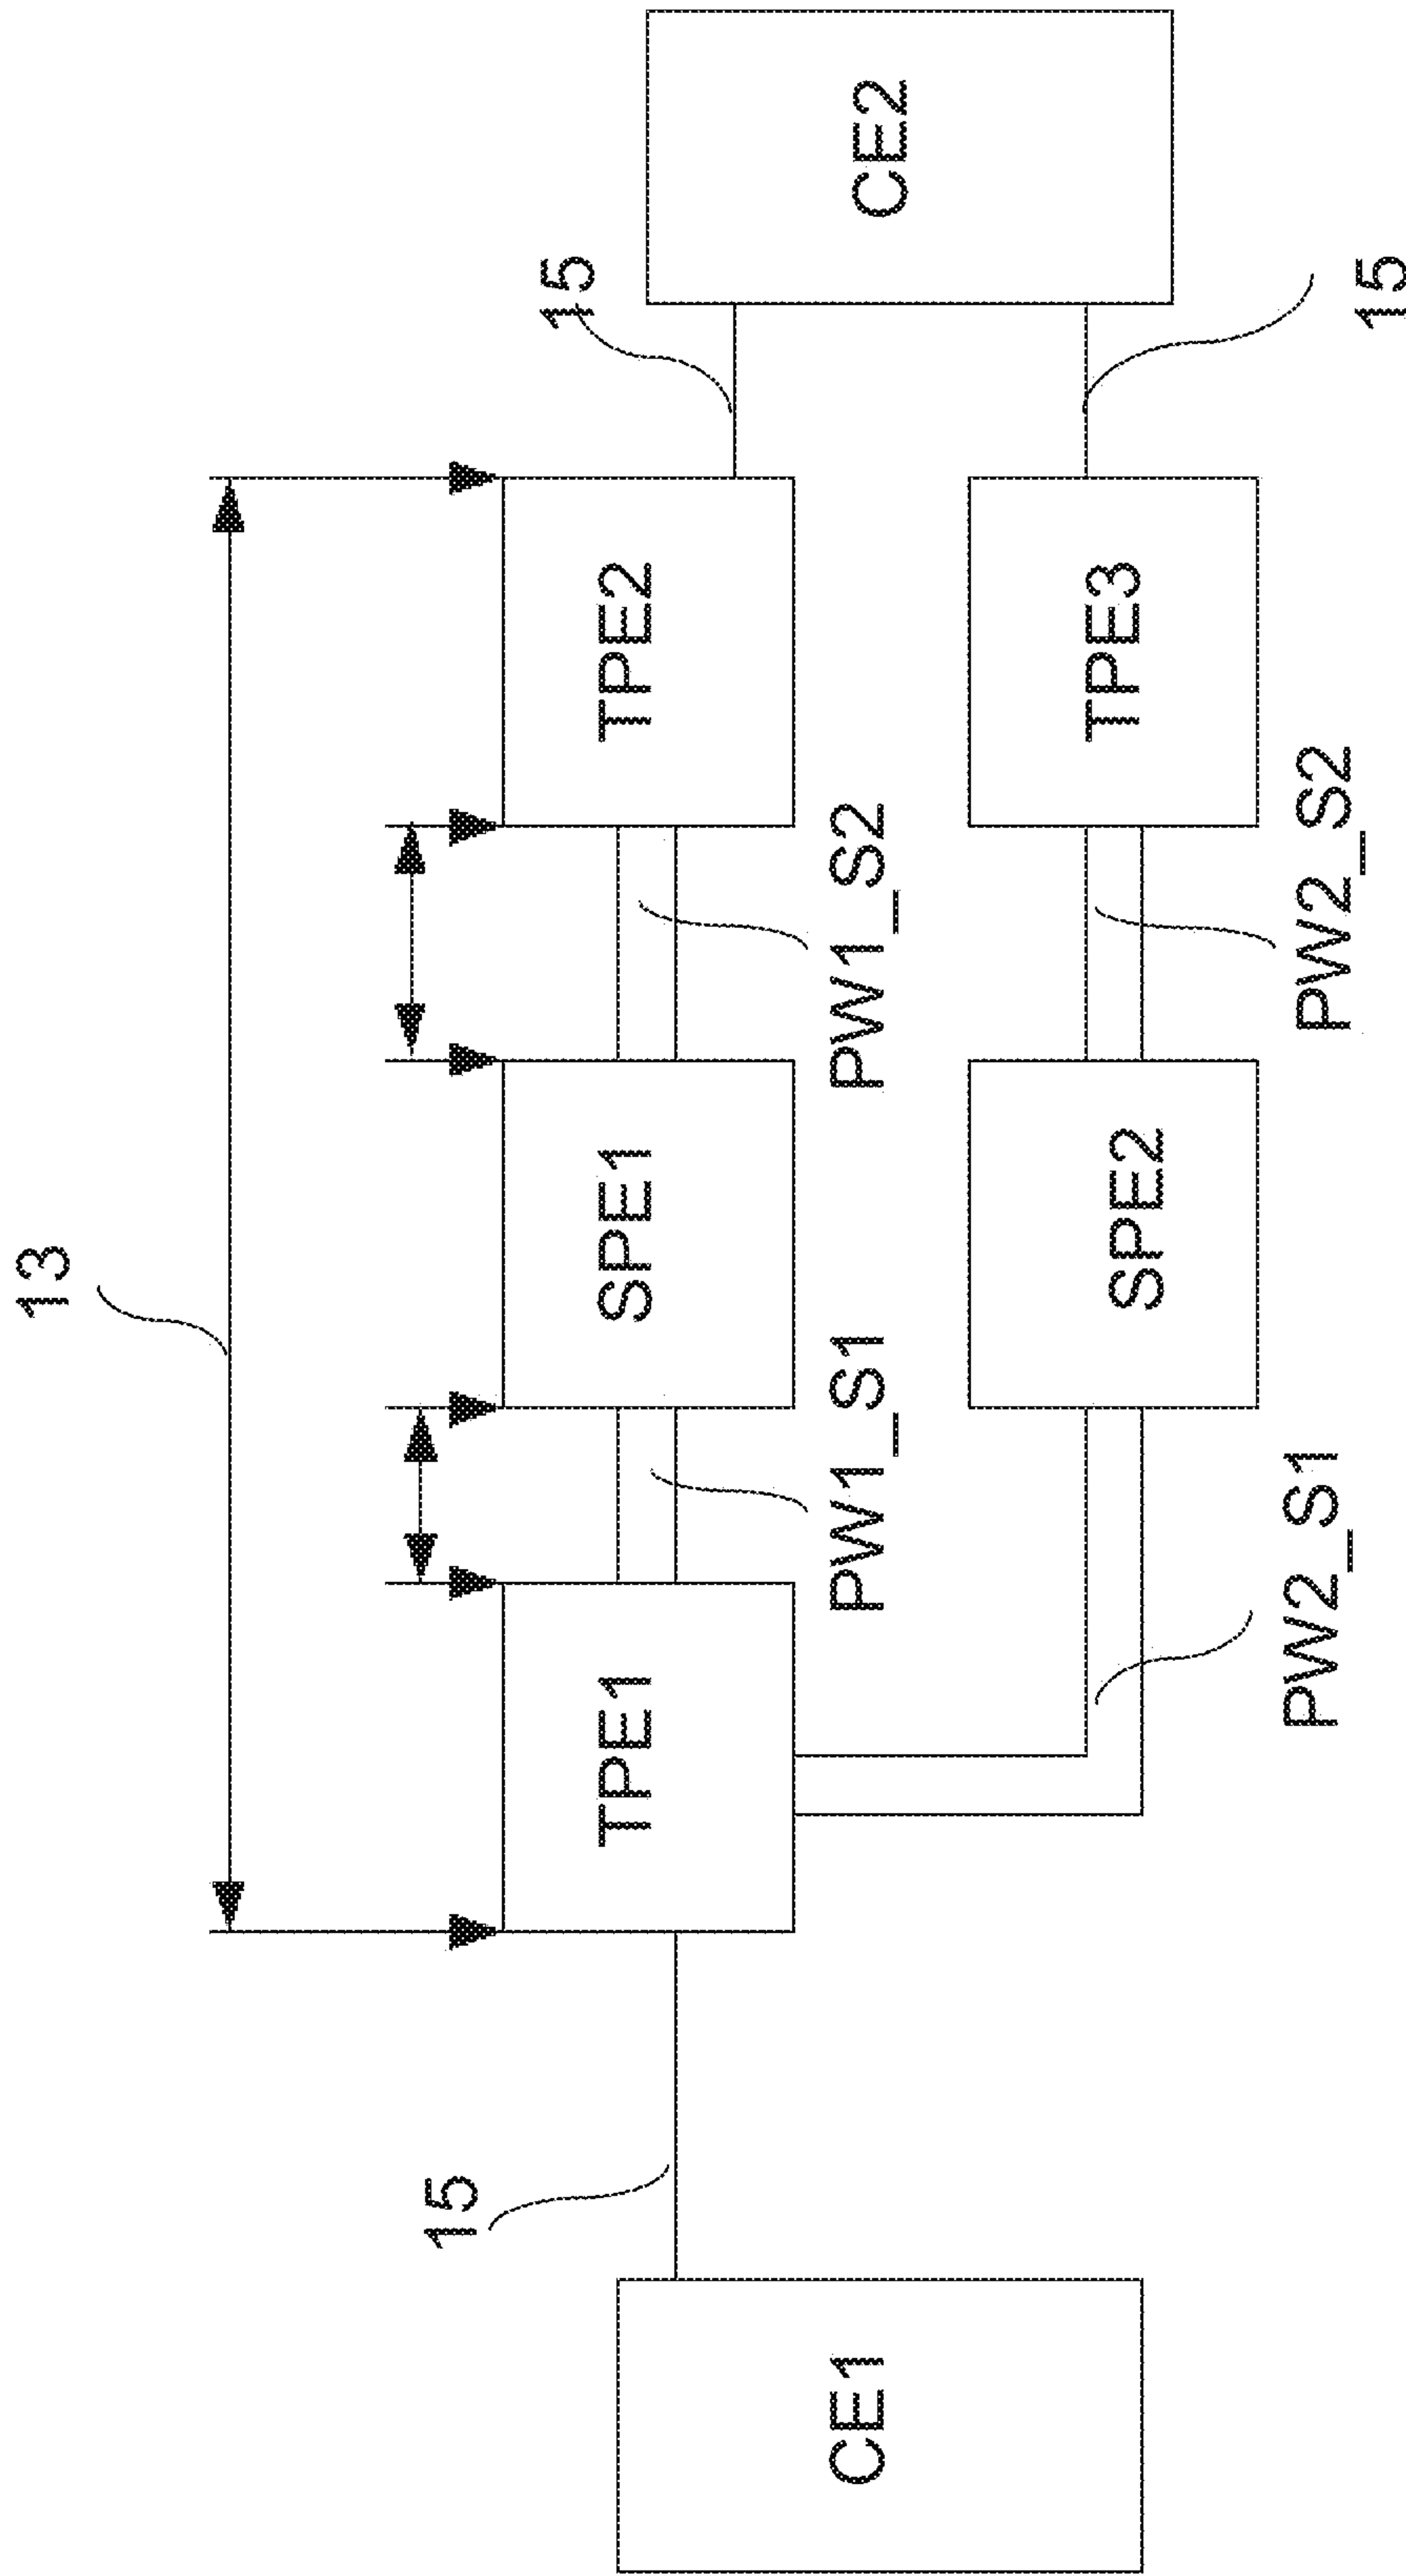 13
15
15
TPE1
SPE1
TPE2
PW1_S1
PW1_S2
CE1
CE2
SPE2
TPE3
PW2_S1
PW2_S2
15